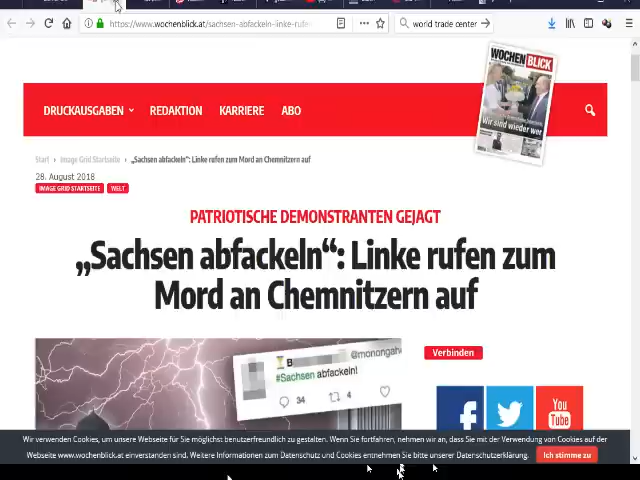 https://www.wochenblick.at/sachsen-abfackeln-linke-rufen
world trade center
WOCHENBLICK
Wir sind wieder wer
DRUCKAUSGABEN REDAKTION KARRIERE ABO
Start › Image Grid Startseite › „Sachsen abfackeln“: Linke rufen zum Mord an Chemnitzern auf
28. August 2018
IMAGE GRID STARTSEITE WELT
PATRIOTISCHE DEMONSTRANTEN GEJAGT
„Sachsen abfackeln“: Linke rufen zum
Mord an Chemnitzern auf
B @monongah
#Sachsen abfackeln!
34 4
Verbinden
You
Tube
Wir verwenden Cookies, um unsere Webseite für Sie möglichst benutzerfreundlich zu gestalten. Wenn Sie fortfahren, nehmen wir an, dass Sie mit der Verwendung von Cookies auf der
Webseite www.wochenblick.at einverstanden sind. Weitere Informationen zum Datenschutz und Cookies entnehmen Sie bitte unserer Datenschutzerklärung. Ich stimme zu